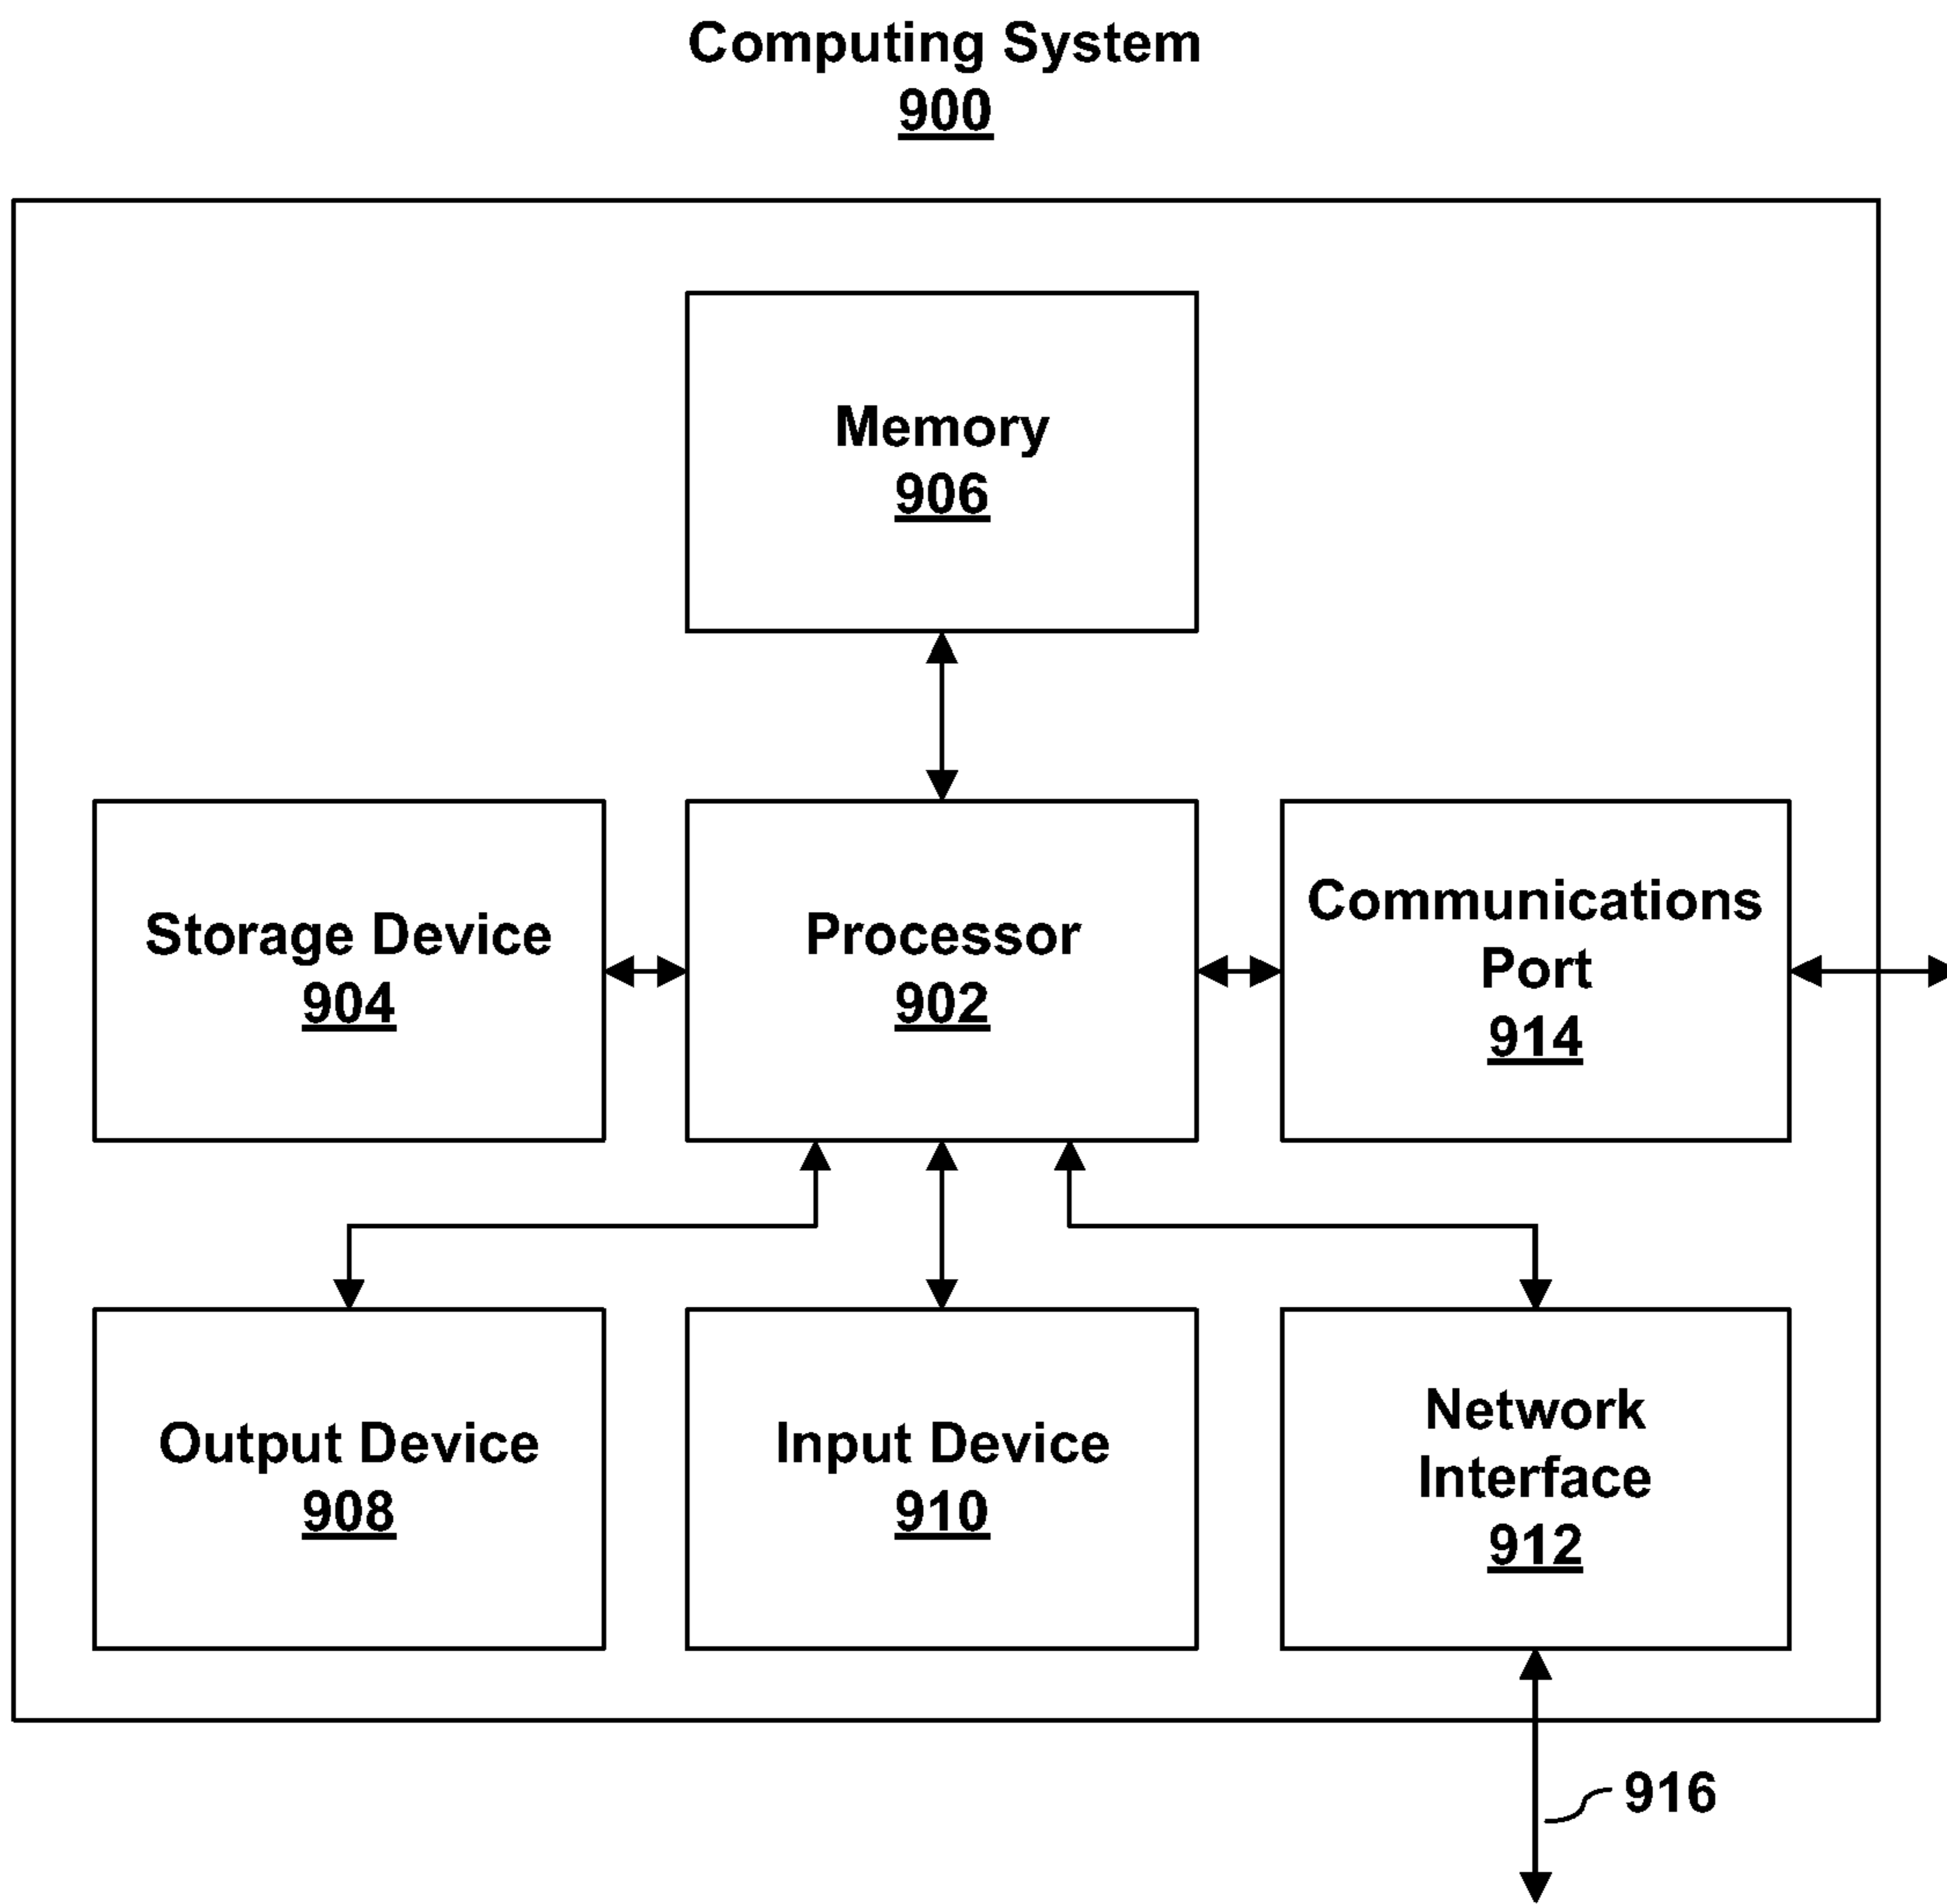 Computing System
900
Memory
906
Storage Device
904
Processor
902
Communications
Port
914
Output Device
908
Input Device
910
Network
Interface
912
916